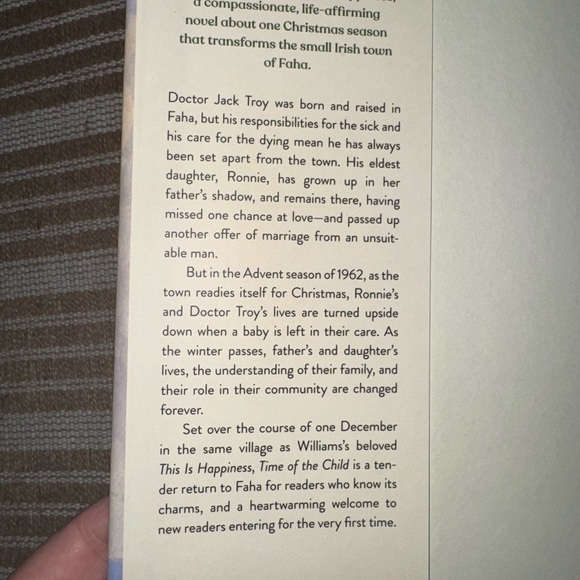 a compassionate, life-affirming
novel about one Christmas season
that transforms the small Irish town
of Faha.
Doctor Jack Troy was born and raised in
Faha, but his responsibilities for the sick and
his care for the dying mean he has always
been set apart from the town. His eldest
daughter, Ronnie, has grown up in her
father's shadow, and remains there, having
missed one chance at love—and passed up
another offer of marriage from an unsuit-
able man.
But in the Advent season of 1962, as the
town readies itself for Christmas, Ronnie's
and Doctor Troy's lives are turned upside
down when a baby is left in their care. As
the winter passes, father's and daughter's
lives, the understanding of their family, and
their role in their community are changed
forever.
Set over the course of one December
in the same village as Williams's beloved
This Is Happiness, Time of the Child is a ten-
der return to Faha for readers who know its
charms, and a heartwarming welcome to
new readers entering for the very first time.